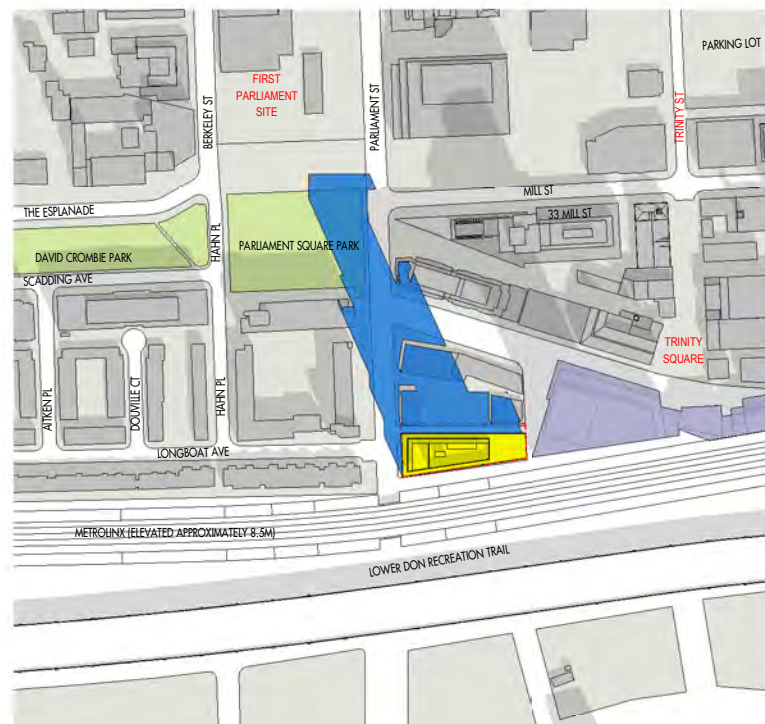 PARKING LOT
FIRST
PARLIAMENT
SITE
BERKELEY ST
PARLIAMENT ST
TRINITY ST
THE ESPLANADE
MILL ST
33 MILL ST
DAVID CROMBIE PARK
HAHN PL
PARLIAMENT SQUARE PARK
SCADDING AVE
TRINITY
SQUARE
AITKEN PL
DOUVILLE CT
HAHN PL
LONGBOAT AVE
METROLINX (ELEVATED APPROXIMATELY 8.5M)
LOWER DON RECREATION TRAIL